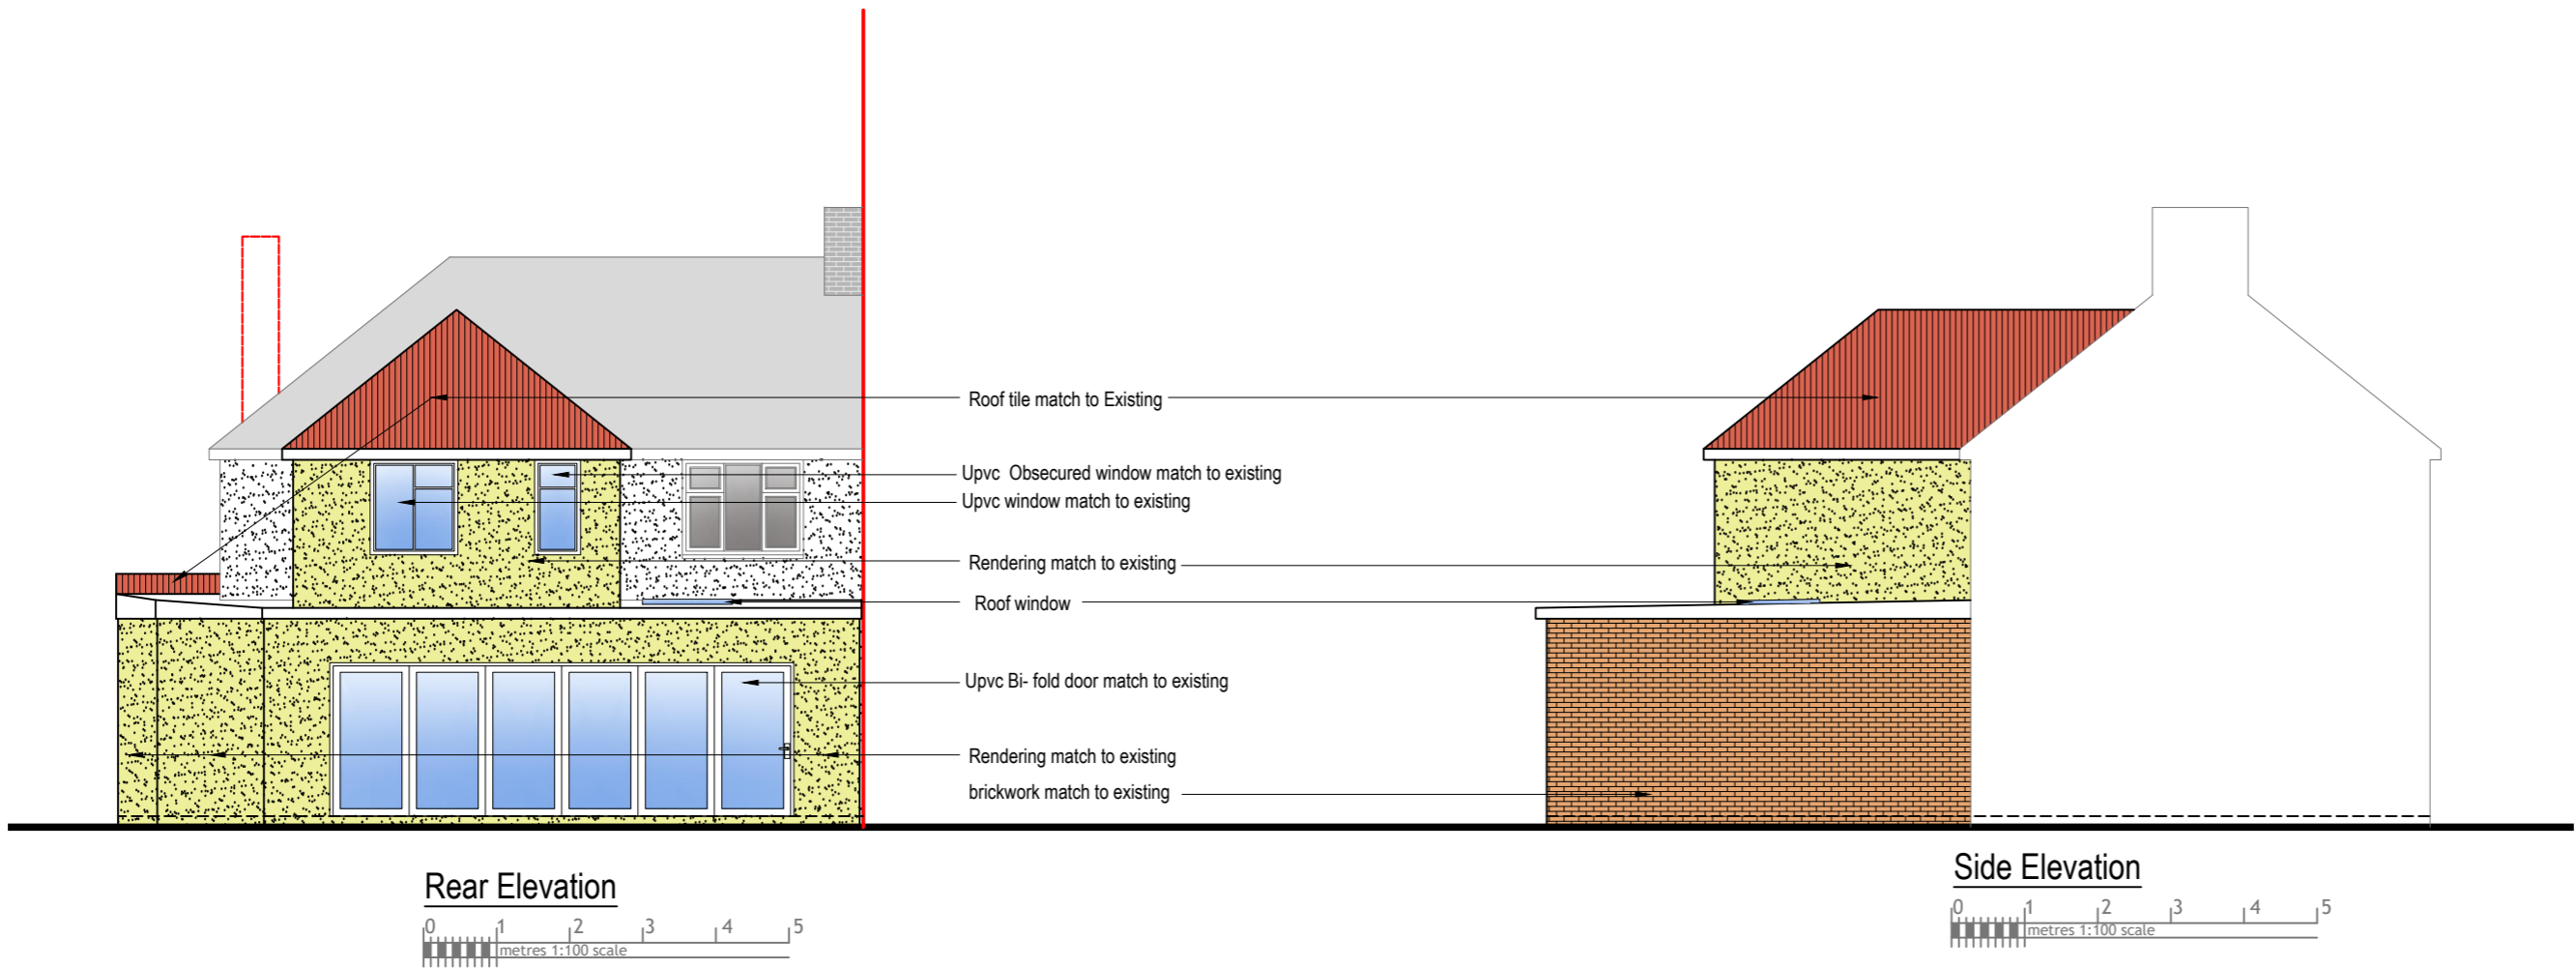 Roof tile match to Existing
Upvc Obsecured window match to existing
Upvc window match to existing
Rendering match to existing
Roof window
Upvc Bi- fold door match to existing
Rendering match to existing
brickwork match to existing
Rear Elevation
0 1 2 3 4 5
metres 1:100 scale
Side Elevation
0 1 2 3 4 5
metres 1:100 scale